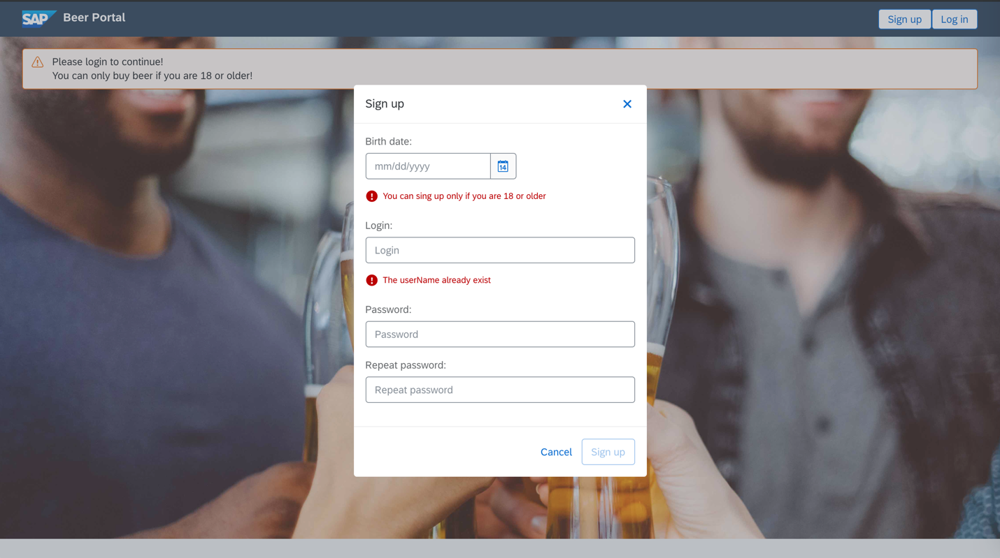 SAP Beer Portal
Sign up Log in
Please login to continue!
You can only buy beer if you are 18 or older!
Sign up
Birth date:
mm/dd/yyyy 14
You can sing up only if you are 18 or older
Login:
Login
The userName already exist
Password:
Password
Repeat password:
Repeat password
Cancel Sign up